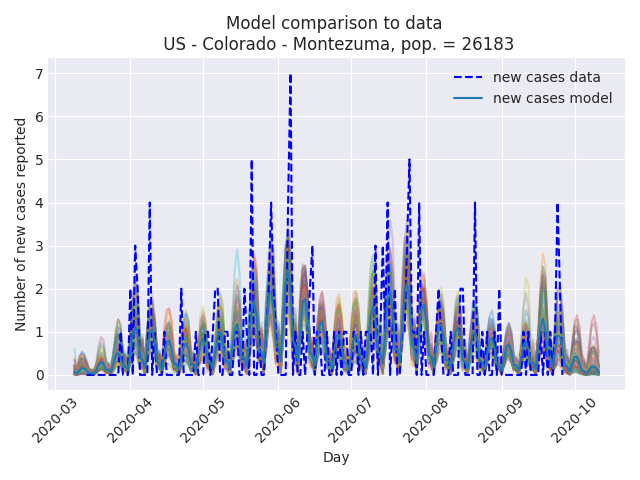 Model comparison to data
US - Colorado - Montezuma, pop. = 26183
new cases data
new cases model
Number of new cases reported
7
6
5
4
3
2
1
0
2020-03
2020-04
2020-05
2020-06
2020-07
2020-08
2020-09
2020-10
Day